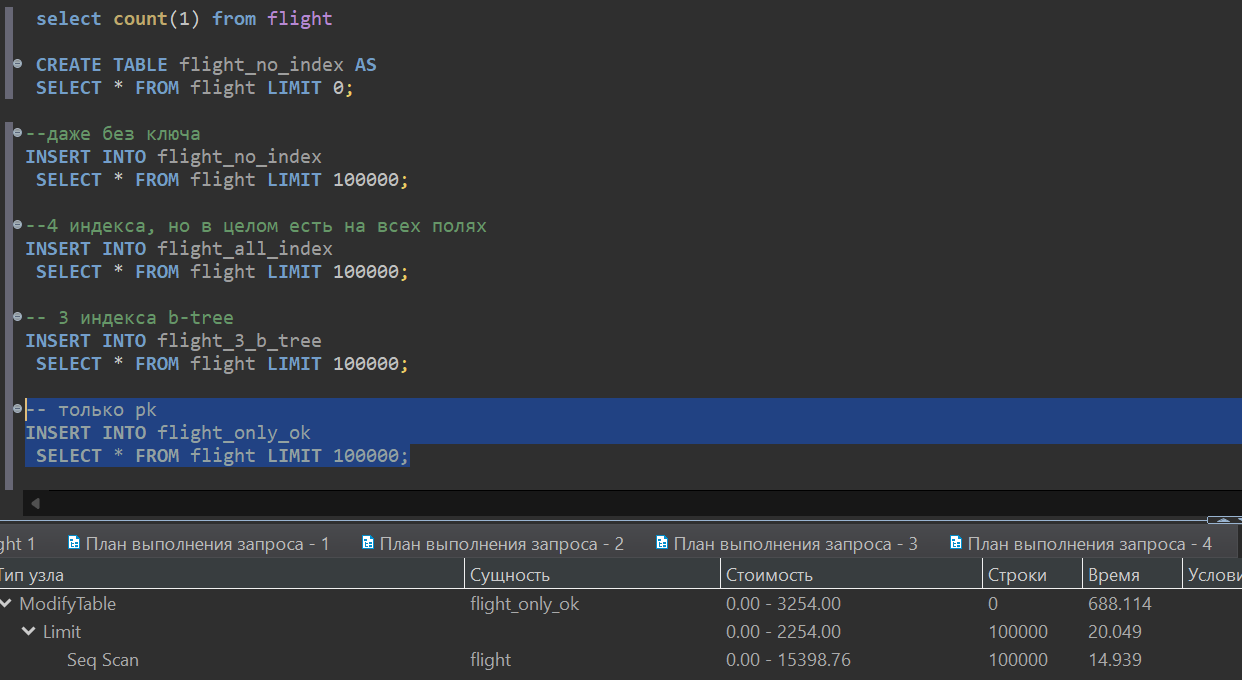 select count(1) from flight
CREATE TABLE flight_no_index AS
SELECT * FROM flight LIMIT 0;
--даже без ключа
INSERT INTO flight_no_index
SELECT * FROM flight LIMIT 100000;
--4 индекса, но в целом есть на всех полях
INSERT INTO flight_all_index
SELECT * FROM flight LIMIT 100000;
-- 3 индекса b-tree
INSERT INTO flight_3_b_tree
SELECT * FROM flight LIMIT 100000;
-- только pk
INSERT INTO flight_only_ok
SELECT * FROM flight LIMIT 100000;
ght 1 План выполнения запроса - 1 План выполнения запроса - 2 План выполнения запроса - 3 План выполнения запроса - 4
Тип узла Сущность Стоимость Строки Время Услови
ModifyTable flight_only_ok 0.00 - 3254.00 0 688.114
Limit 0.00 - 2254.00 100000 20.049
Seq Scan flight 0.00 - 15398.76 100000 14.939